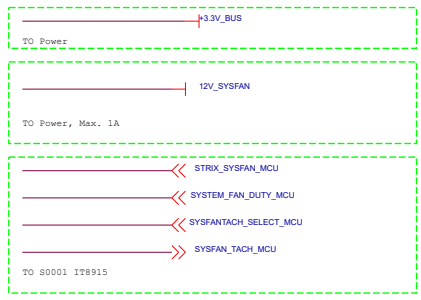 +3.3V_BUS
TO Power
12V_SYSFAN
TO Power, Max. 1A
STRIX_SYSFAN_MCU
SYSTEM_FAN_DUTY_MCU
SYSFANTACH_SELECT_MCU
SYSFAN_TACH_MCU
TO S0001 IT8915